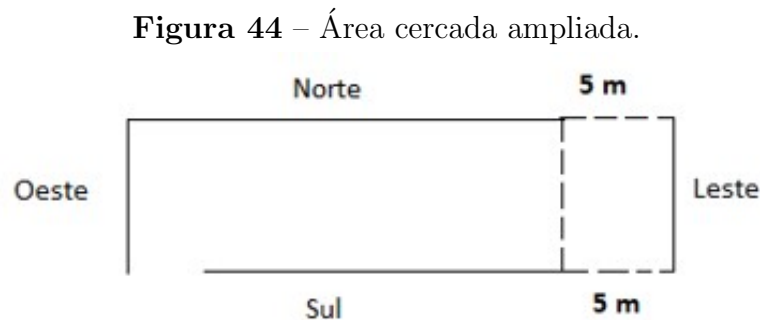 Figura 44 – Área cercada ampliada.
Norte 5 m
Oeste Leste
Sul 5 m